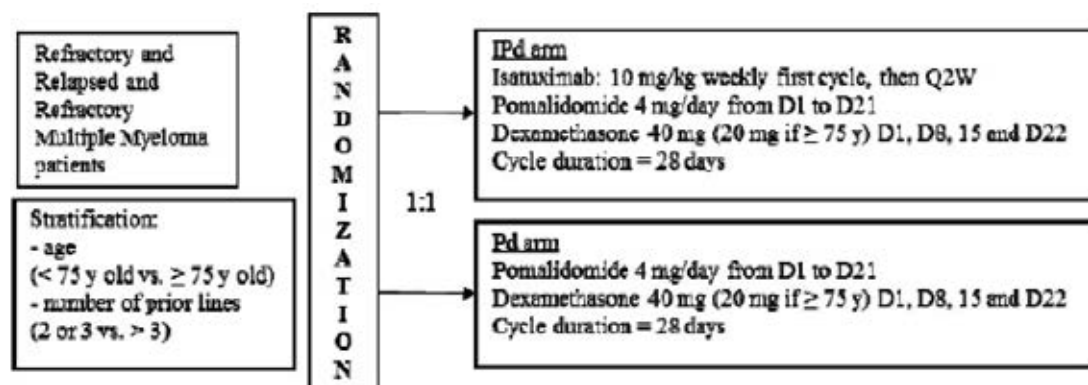 Refractory and
Relapsed and
Refractory
Multiple Myeloma
patients
Stratification:
- age
(< 75 y old vs. ≥ 75 y old)
- number of prior lines
(2 or 3 vs. > 3)
R
A
N
D
O
M
I
Z
A
T
I
O
N
1:1
IPd arm
Isatuximab: 10 mg/kg weekly first cycle, then Q2W
Pomalidomide 4 mg/day from D1 to D21
Dexamethasone 40 mg (20 mg if ≥ 75 y) D1, D8, 15 and D22
Cycle duration = 28 days
Pd arm
Pomalidomide 4 mg/day from D1 to D21
Dexamethasone 40 mg (20 mg if ≥ 75 y) D1, D8, 15 and D22
Cycle duration = 28 days